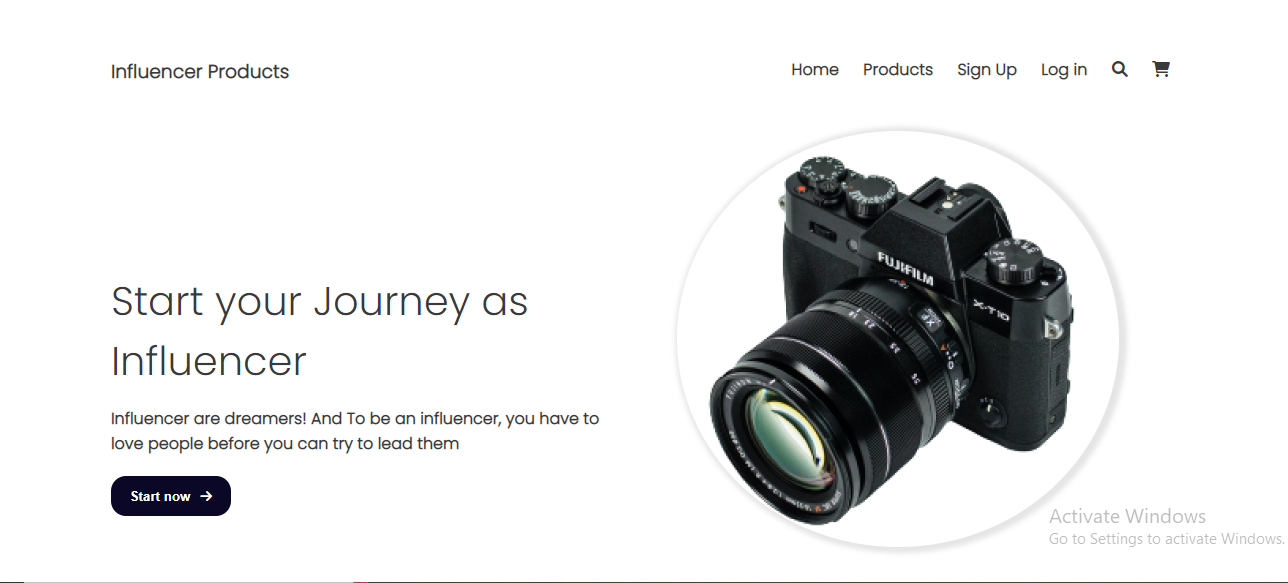 Influencer Products
Home Products Sign Up Log in
Start your Journey as
Influencer
Influencer are dreamers! And To be an influencer, you have to
love people before you can try to lead them
Start now
FUJIFILM
X-T10
XF
Activate Windows
Go to Settings to activate Windows.